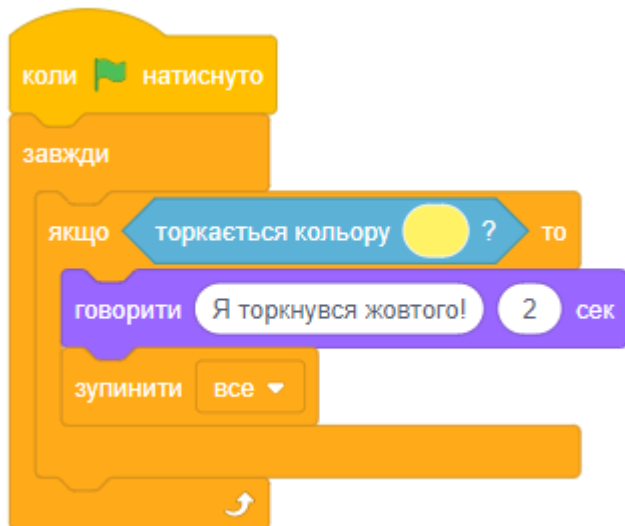 коли натиснуто
завжди
якщо торкається кольору ? то
говорити Я торкнувся жовтого! 2 сек
зупинити все